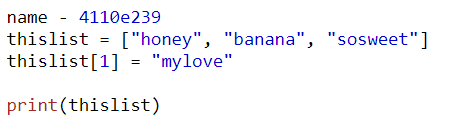 name - 4110e239
thislist = ["honey", "banana", "sosweet"]
thislist[1] = "mylove"
print(thislist)